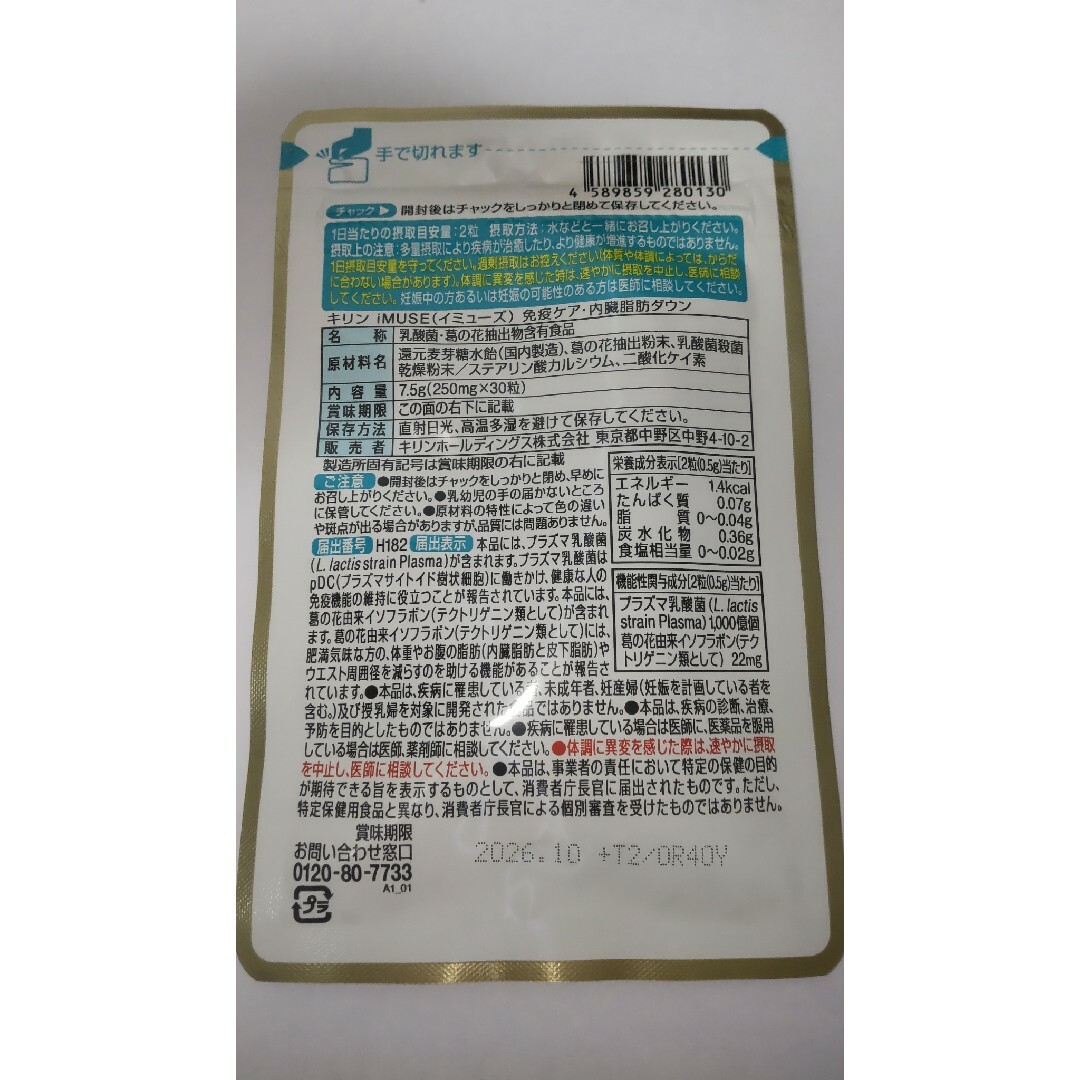 手で切れます
4 589859 280130
チャック▶ 開封後はチャックをしっかりと閉めて保存してください。
1日当たりの摂取目安量:2粒 摂取方法:水などと一緒にお召し上がりください。
摂取上の注意:多量摂取により疾病が治癒したり、より健康が増進するものではありません。
1日摂取目安量を守ってください。過剰摂取はお控えください(体質や体調によっては、からだ
に合わない場合があります)。体調に異変を感じた時は、速やかに摂取を中止し、医師に相談
してください。妊娠中の方あるいは妊娠の可能性のある方は医師に相談してください。
キリン iMUSE(イミューズ) 免疫ケア・内臓脂肪ダウン
名称 乳酸菌・葛の花抽出物含有食品
原材料名 還元麦芽糖水飴(国内製造)、葛の花抽出粉末、乳酸菌殺菌
乾燥粉末/ステアリン酸カルシウム、二酸化ケイ素
内容量 7.5g(250mg×30粒)
賞味期限 この面の右下に記載
保存方法 直射日光、高温多湿を避けて保存してください。
販売者 キリンホールディングス株式会社 東京都中野区中野4-10-2
製造所固有記号は賞味期限の右に記載
ご注意 ●開封後はチャックをしっかりと閉め、早めに
お召し上がりください。●乳幼児の手の届かないところ
に保管してください。●原材料の特性によって色の違い
や斑点が出る場合がありますが、品質には問題ありません。
栄養成分表示[2粒(0.5g)当たり]
エネルギー 1.4kcal
たんぱく質 0.07g
脂質 0〜0.04g
炭水化物 0.36g
食塩相当量 0〜0.02g
機能性関与成分[2粒(0.5g)当たり]
プラズマ乳酸菌(L. lactis
strain Plasma)1,000億個
葛の花由来イソフラボン(テク
トリゲニン類として) 22mg
届出番号 H182 届出表示 本品には、プラズマ乳酸菌
(L. lactis strain Plasma)が含まれます。プラズマ乳酸菌は
pDC(プラズマサイトイド樹状細胞)に働きかけ、健康な人の
免疫機能の維持に役立つことが報告されています。本品には、
葛の花由来イソフラボン(テクトリゲニン類として)が含まれ
ます。葛の花由来イソフラボン(テクトリゲニン類として)には、
肥満気味な方の、体重やお腹の脂肪(内臓脂肪と皮下脂肪)や
ウエスト周囲径を減らすのを助ける機能があることが報告さ
れています。●本品は、疾病に罹患している者、未成年者、妊産婦(妊娠を計画している者を
含む。)及び授乳婦を対象に開発された食品ではありません。●本品は、疾病の診断、治療、
予防を目的としたものではありません。●疾病に罹患している場合は医師に、医薬品を服用
している場合は医師、薬剤師に相談してください。●体調に異変を感じた際は、速やかに摂取
を中止し、医師に相談してください。●本品は、事業者の責任において特定の保健の目的
が期待できる旨を表示するものとして、消費者庁長官に届出されたものです。ただし、
特定保健用食品と異なり、消費者庁長官による個別審査を受けたものではありません。
賞味期限
2026.10 +T2/0R40Y
お問い合わせ窓口
0120-80-7733
A1_01
プラ